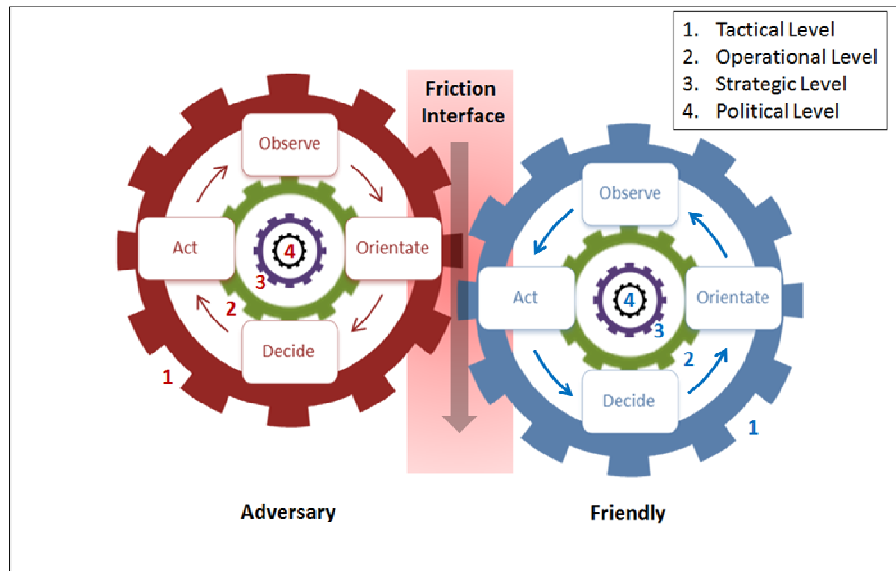 1. Tactical Level
2. Operational Level
3. Strategic Level
4. Political Level
Friction
Interface
Observe
Act
4
Orientate
3
2
Decide
1
Adversary
Observe
Act
4
Orientate
3
2
Decide
1
Friendly